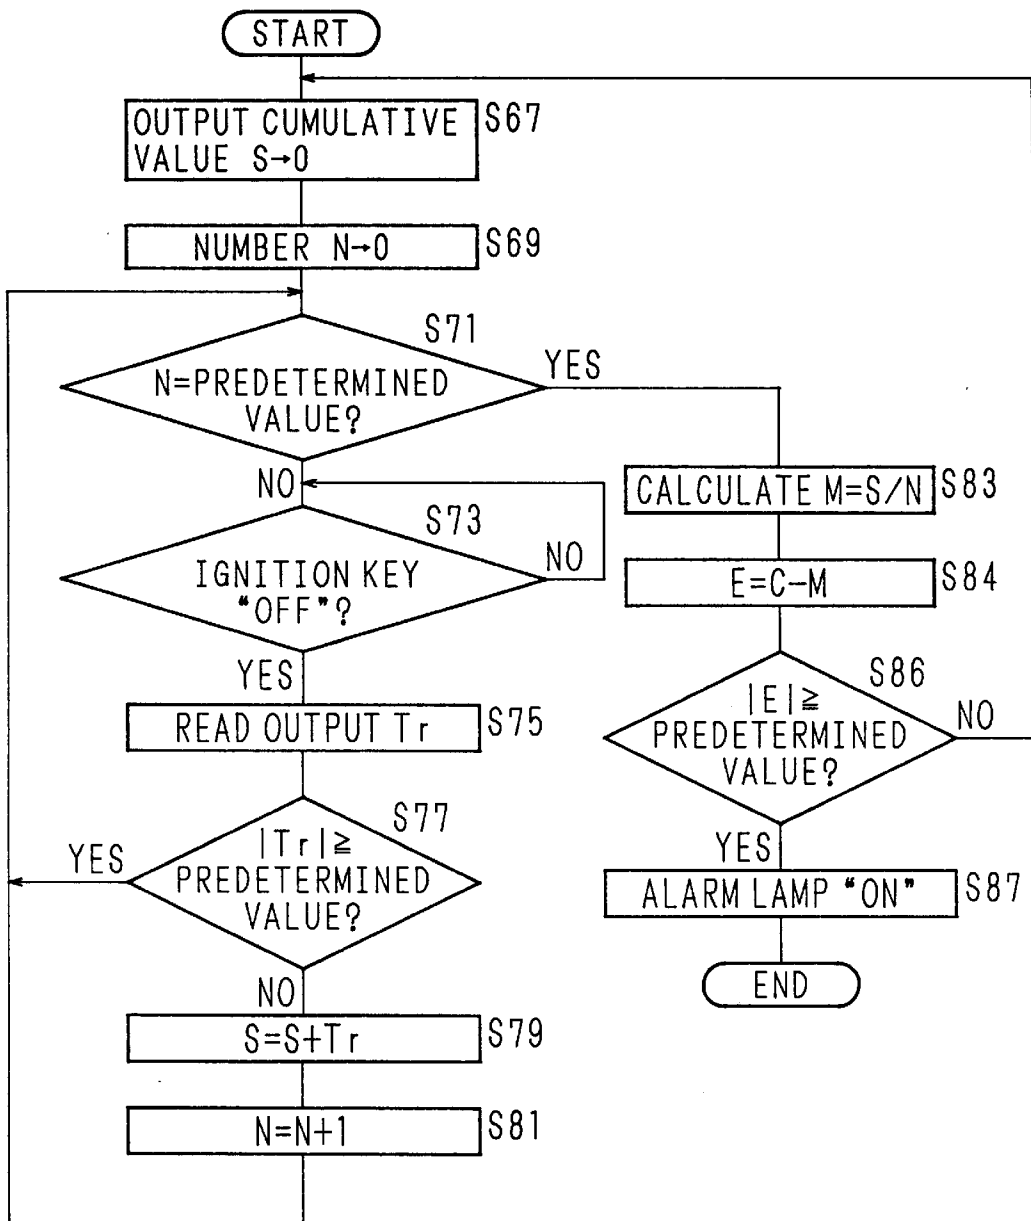 START
OUTPUT CUMULATIVE
VALUE S→0
S67
NUMBER N→0
S69
S71
N=PREDETERMINED
VALUE?
YES
NO
S73
IGNITION KEY
"OFF"?
NO
YES
READ OUTPUT Tr
S75
S77
|Tr|≧
PREDETERMINED
VALUE?
YES
NO
S=S+Tr
S79
N=N+1
S81
CALCULATE M=S/N
S83
E=C-M
S84
S86
|E|≧
PREDETERMINED
VALUE?
NO
YES
ALARM LAMP "ON"
S87
END